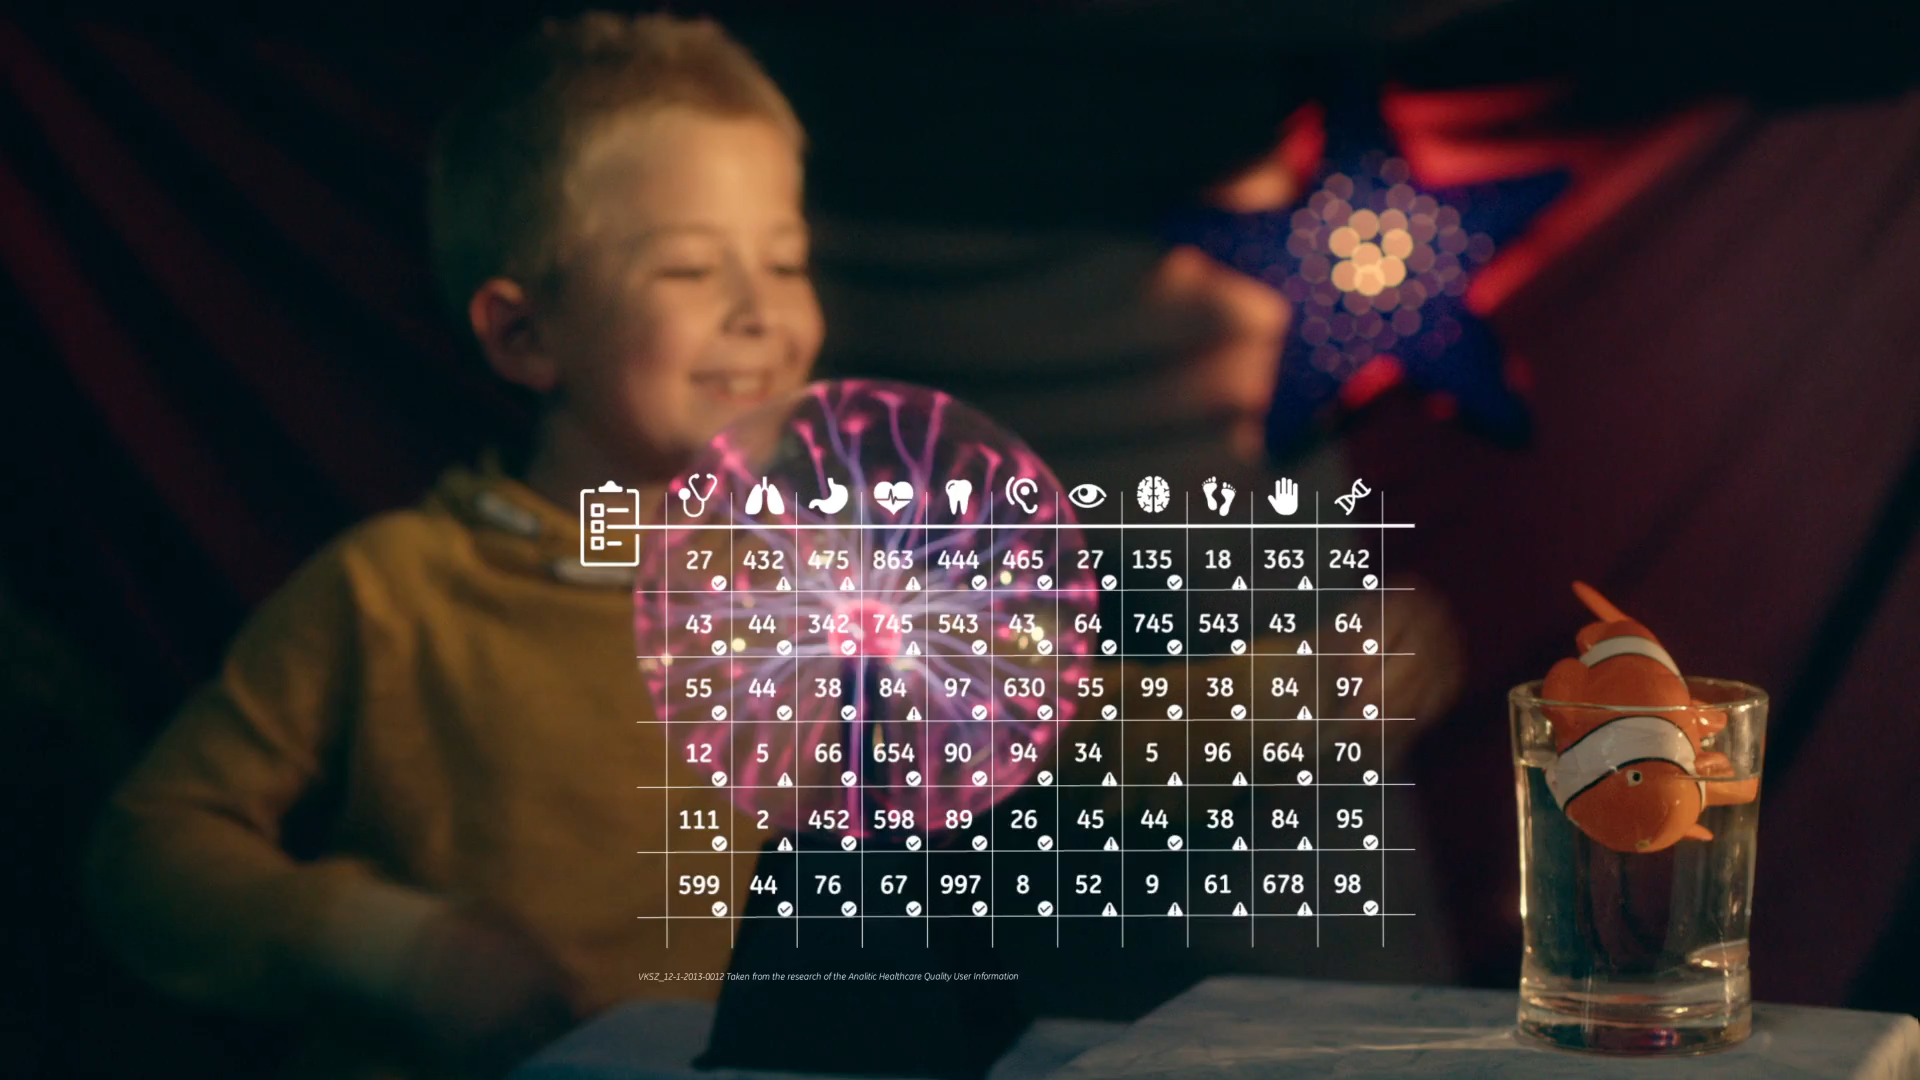 27 432 475 863 444 465 27 135 18 363 242
43 44 342 745 543 43 64 745 543 43 64
55 44 38 84 97 630 55 99 38 84 97
12 5 66 654 90 94 34 5 96 664 70
111 2 452 598 89 26 45 44 38 84 95
599 44 76 67 997 8 52 9 61 678 98
VKSZ_12-1-2013-0012 Taken from the research of the Analitic Healthcare Quality User Information